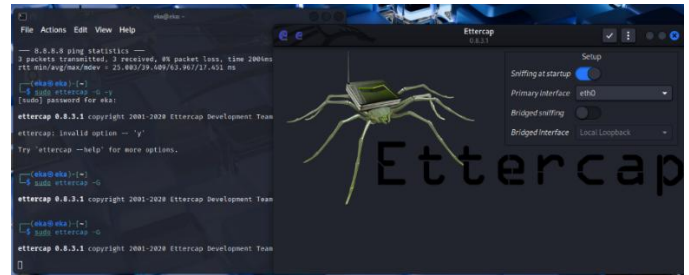 eka@eka: ~
File Actions Edit View Help
— 8.8.8.8 ping statistics —
3 packets transmitted, 3 received, 0% packet loss, time 2004ms
rtt min/avg/max/mdev = 25.003/39.409/63.967/17.451 ns
(eka@eka)-[~]
$ sudo ettercap -G -y
[sudo] password for eka:
ettercap 0.8.3.1 copyright 2001-2020 Ettercap Development Team
ettercap: invalid option -- 'y'
Try `ettercap --help' for more options.
(eka@eka)-[~]
$ sudo ettercap -G
ettercap 0.8.3.1 copyright 2001-2020 Ettercap Development Team
(eka@eka)-[~]
$ sudo ettercap -G
ettercap 0.8.3.1 copyright 2001-2020 Ettercap Development Team
Ettercap
0.8.3.1
Setup
Sniffing at startup
Primary Interface eth0
Bridged sniffing
Bridged Interface Local Loopback
Ettercap